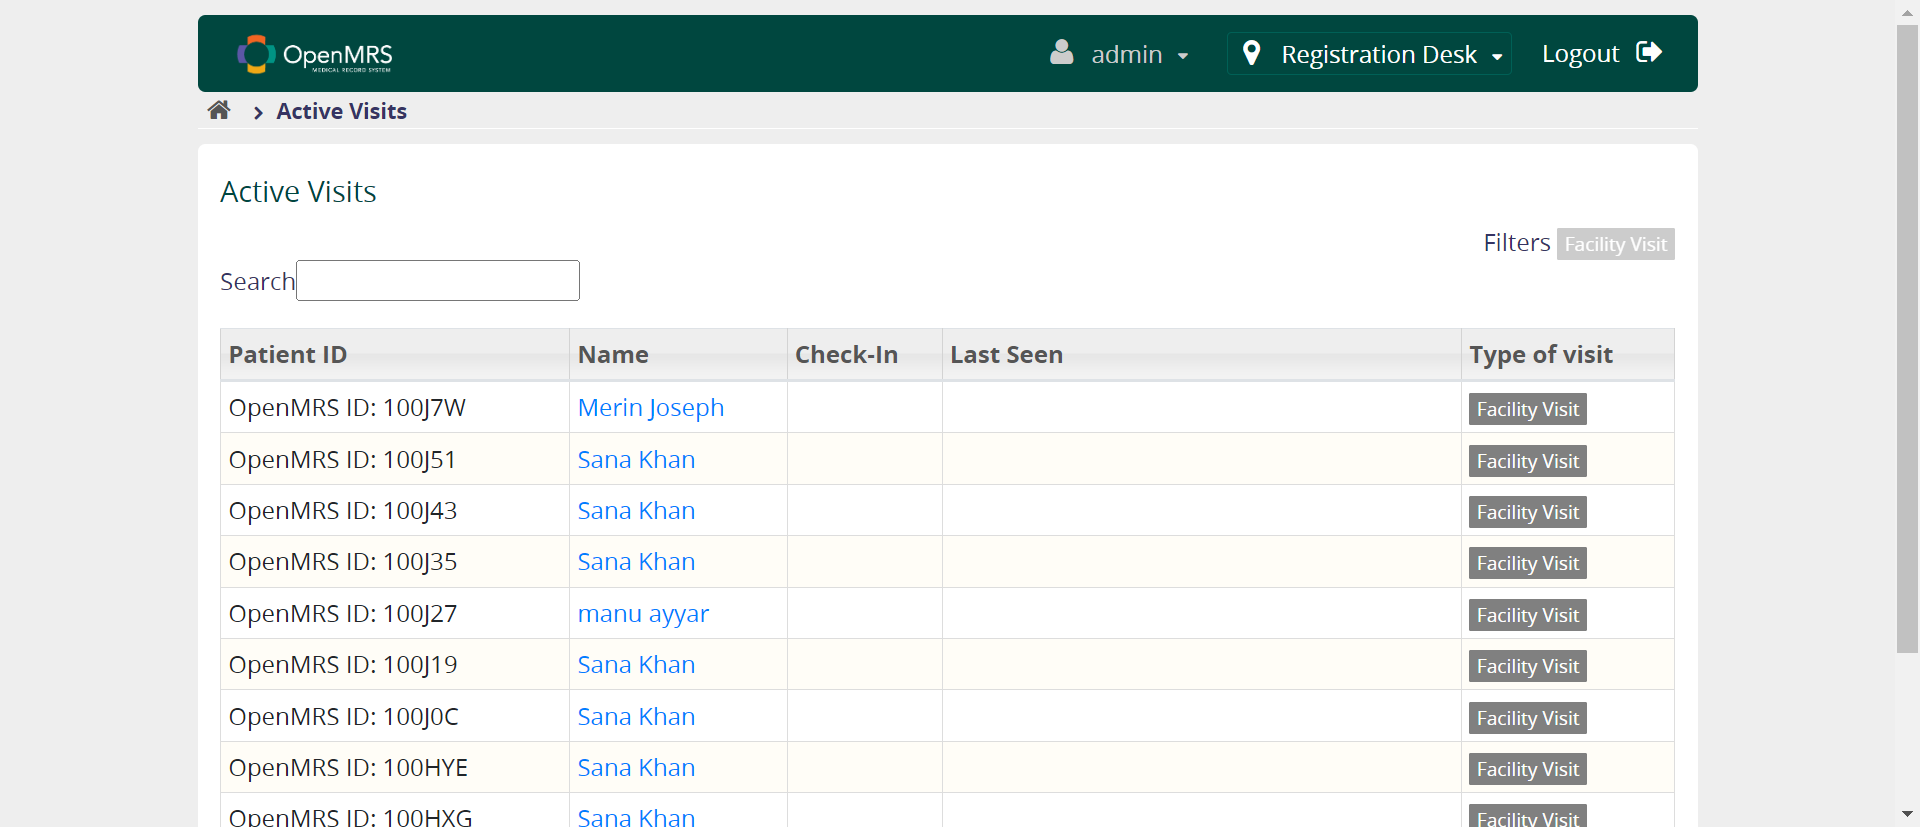 OpenMRS
MEDICAL RECORD SYSTEM
admin
Registration Desk
Logout
Active Visits
Active Visits
Filters Facility Visit
Search
Patient ID Name Check-In Last Seen Type of visit
OpenMRS ID: 100J7W Merin Joseph Facility Visit
OpenMRS ID: 100J51 Sana Khan Facility Visit
OpenMRS ID: 100J43 Sana Khan Facility Visit
OpenMRS ID: 100J35 Sana Khan Facility Visit
OpenMRS ID: 100J27 manu ayyar Facility Visit
OpenMRS ID: 100J19 Sana Khan Facility Visit
OpenMRS ID: 100J0C Sana Khan Facility Visit
OpenMRS ID: 100HYE Sana Khan Facility Visit
OpenMRS ID: 100HXG Sana Khan Facility Visit